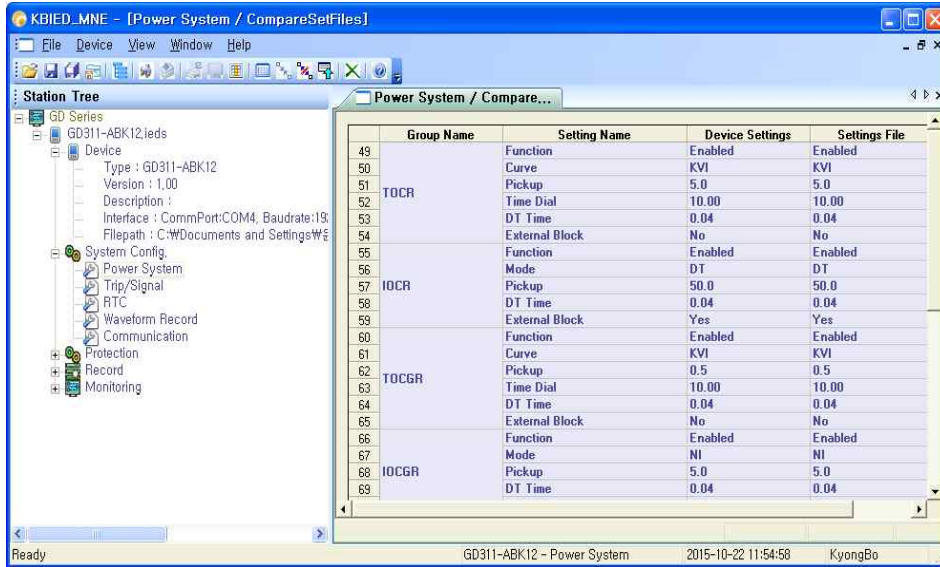 KBIED_MNE - [Power System / CompareSetFiles]
File Device View Window Help
Station Tree
GD Series
GD311-ABK12.ieds
Device
Type : GD311-ABK12
Version : 1.00
Description :
Interface : CommPort:COM4, Baudrate:19
Filepath : C:\Documents and Settings\
System Config.
Power System
Trip/Signal
RTC
Waveform Record
Communication
Protection
Record
Monitoring
Power System / Compare...
Group Name Setting Name Device Settings Settings File
49 Function Enabled Enabled
50 Curve KVI KVI
51 Pickup 5.0 5.0
TOCR
52 Time Dial 10.00 10.00
53 DT Time 0.04 0.04
54 External Block No No
55 Function Enabled Enabled
56 Mode DT DT
57 IOCR Pickup 50.0 50.0
58 DT Time 0.04 0.04
59 External Block Yes Yes
60 Function Enabled Enabled
61 Curve KVI KVI
62 Pickup 0.5 0.5
TOCGR
63 Time Dial 10.00 10.00
64 DT Time 0.04 0.04
65 External Block No No
66 Function Enabled Enabled
67 Mode NI NI
68 IOCGR Pickup 5.0 5.0
69 DT Time 0.04 0.04
Ready GD311-ABK12 - Power System 2015-10-22 11:54:58 KyongBo